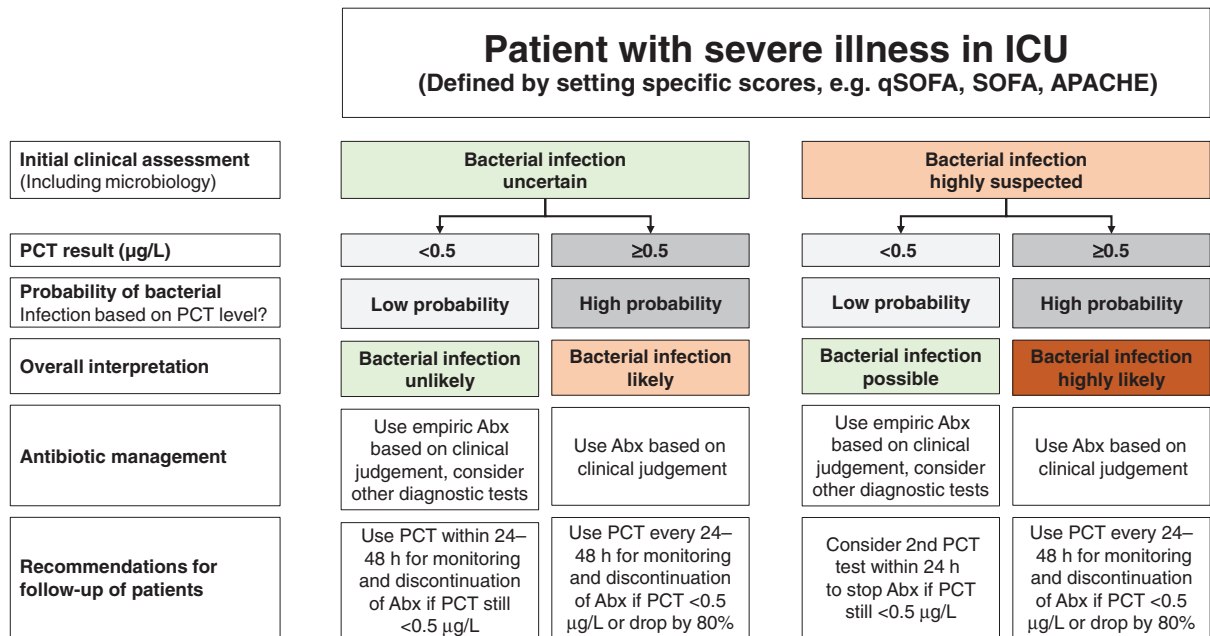 Patient with severe illness in ICU
(Defined by setting specific scores, e.g. qSOFA, SOFA, APACHE)
Initial clinical assessment
(Including microbiology)
Bacterial infection
uncertain
Bacterial infection
highly suspected
PCT result (μg/L)
<0.5
≥0.5
<0.5
≥0.5
Probability of bacterial
Infection based on PCT level?
Low probability
High probability
Low probability
High probability
Overall interpretation
Bacterial infection
unlikely
Bacterial infection
likely
Bacterial infection
possible
Bacterial infection
highly likely
Antibiotic management
Use empiric Abx
based on clinical
judgement, consider
other diagnostic tests
Use Abx based on
clinical judgement
Use empiric Abx
based on clinical
judgement, consider
other diagnostic tests
Use Abx based on
clinical judgement
Recommendations for
follow-up of patients
Use PCT within 24–
48 h for monitoring
and discontinuation
of Abx if PCT still
<0.5 μg/L
Use PCT every 24–
48 h for monitoring
and discontinuation
of Abx if PCT <0.5
μg/L or drop by 80%
Consider 2nd PCT
test within 24 h
to stop Abx if PCT
still <0.5 μg/L
Use PCT every 24–
48 h for monitoring
and discontinuation
of Abx if PCT <0.5
μg/L or drop by 80%